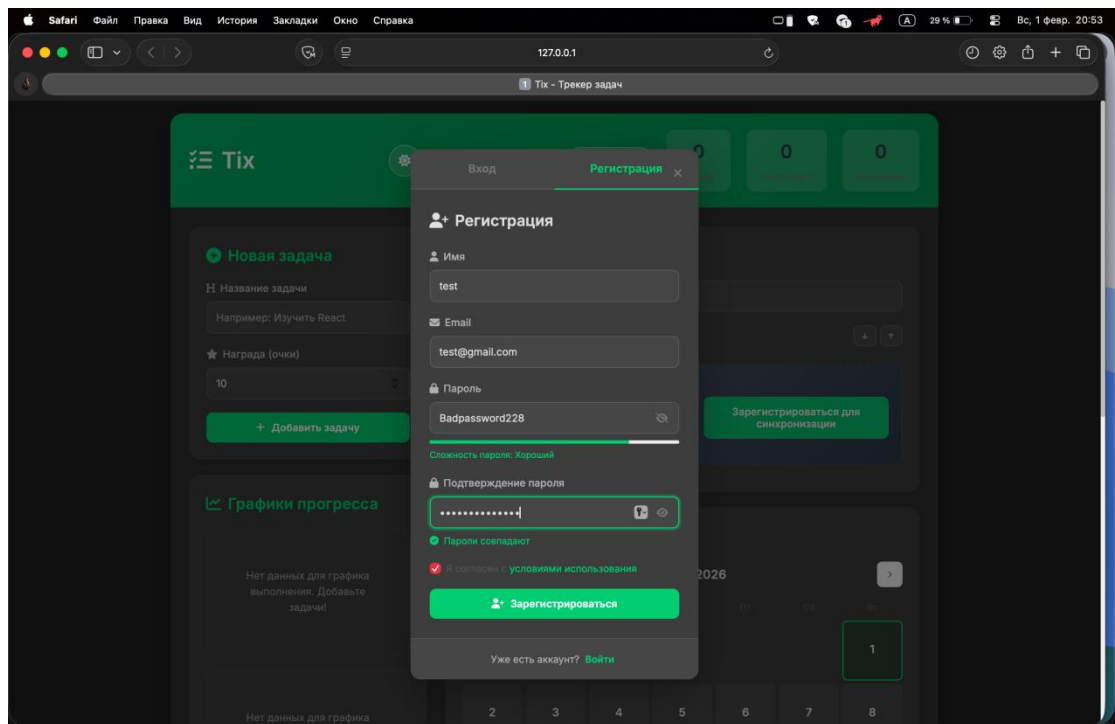 Safari Файл Правка Вид История Закладки Окно Справка
A 29 % Вс, 1 февр. 20:53
127.0.0.1
1 Tix - Трекер задач
Tix
0 0 0
Вход Регистрация ×
Регистрация
Имя
test
Email
test@gmail.com
Пароль
Badpassword228
Сложность пароля: Хороший
Подтверждение пароля
••••••••••••••
Пароли совпадают
Я согласен с условиями использования
Зарегистрироваться
Уже есть аккаунт? Войти
Новая задача
Название задачи
Например: Изучить React
Награда (очки)
10
+ Добавить задачу
Зарегистрироваться для
синхронизации
Графики прогресса
Нет данных для графика
выполнения. Добавьте
задачи!
Нет данных для графика
2026
Пт Сб Вс
1
2 3 4 5 6 7 8